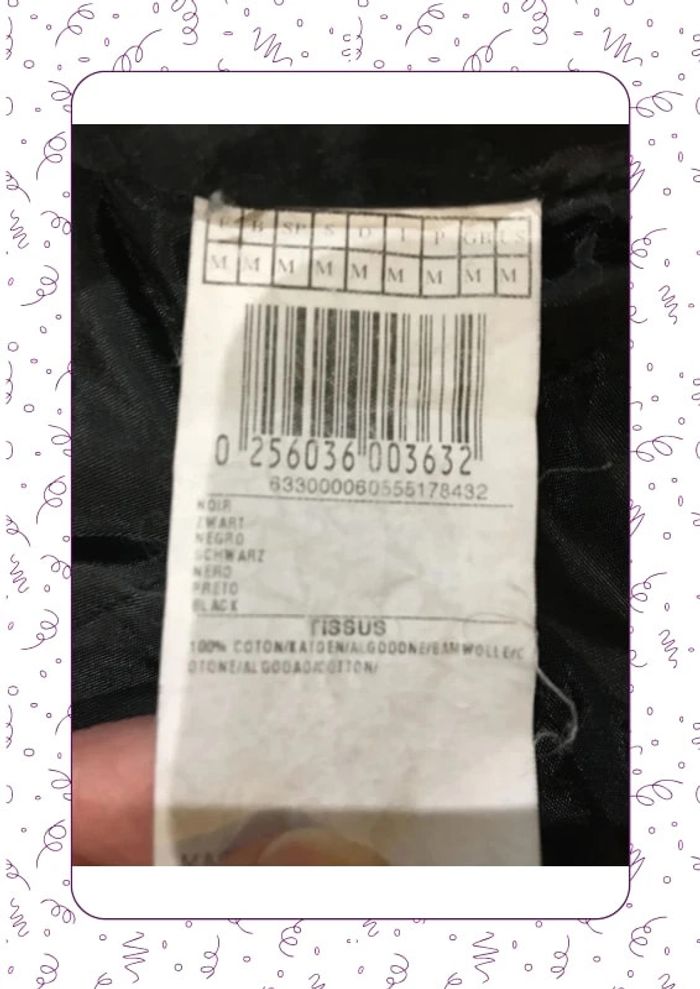 B SP S D I P GB US
M M M M M M M M M
0 256036 003632
633000060555178432
NOIR
ZWART
NEGRO
SCHWARZ
NERO
PRETO
BLACK
TISSUS
100% COTON/KATOEN/ALGODONE/BAMWOLLE/C
OTONE/ALGODAO/COTTON/